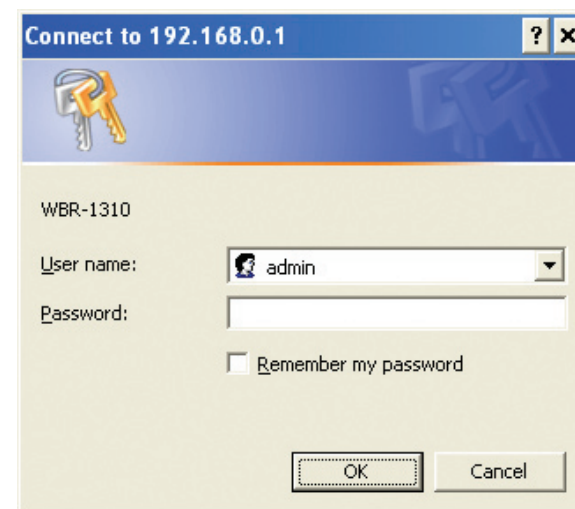 Connect to 192.168.0.1
WBR-1310
User name: admin
Password:
Remember my password
OK Cancel